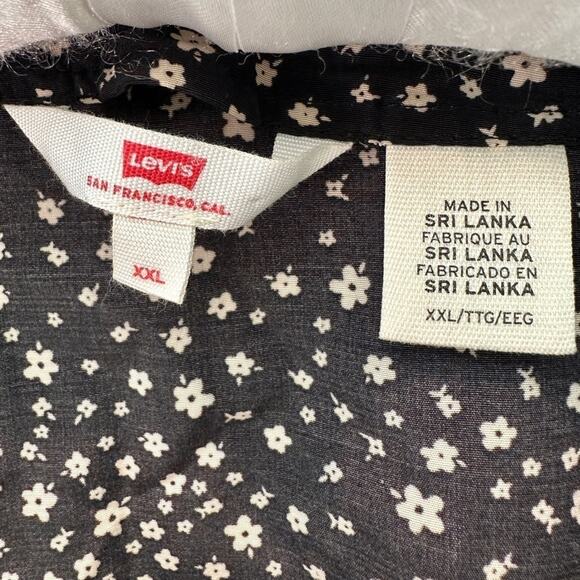 Levi's
SAN FRANCISCO, CAL.
XXL
MADE IN
SRI LANKA
FABRIQUE AU
SRI LANKA
FABRICADO EN
SRI LANKA
XXL/TTG/EEG